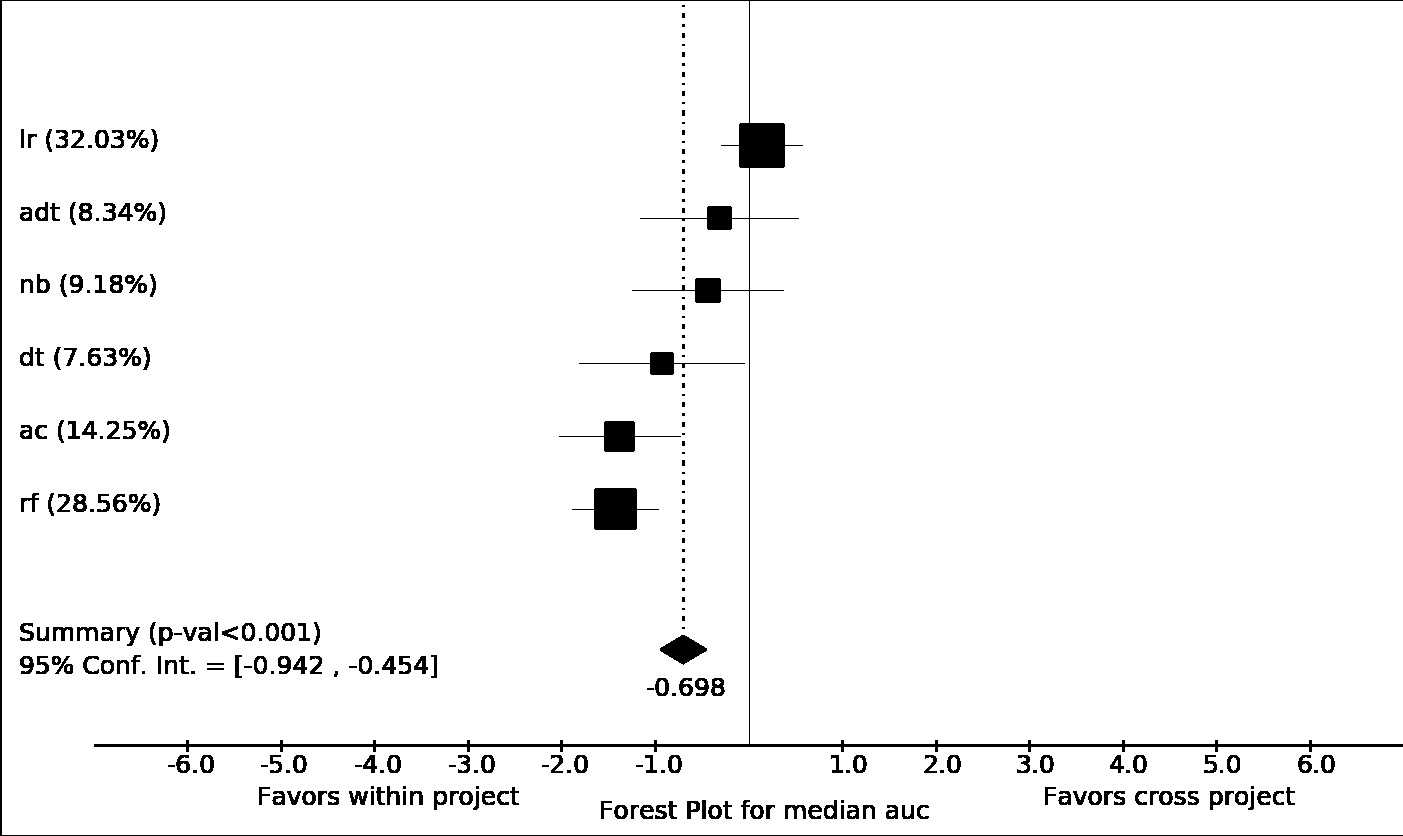 lr (32.03%)
adt (8.34%)
nb (9.18%)
dt (7.63%)
ac (14.25%)
rf (28.56%)
Summary (p-val<0.001)
95% Conf. Int. = [-0.942 , -0.454]
-0.698
-6.0 -5.0 -4.0 -3.0 -2.0 -1.0 1.0 2.0 3.0 4.0 5.0 6.0
Favors within project Favors cross project
Forest Plot for median auc